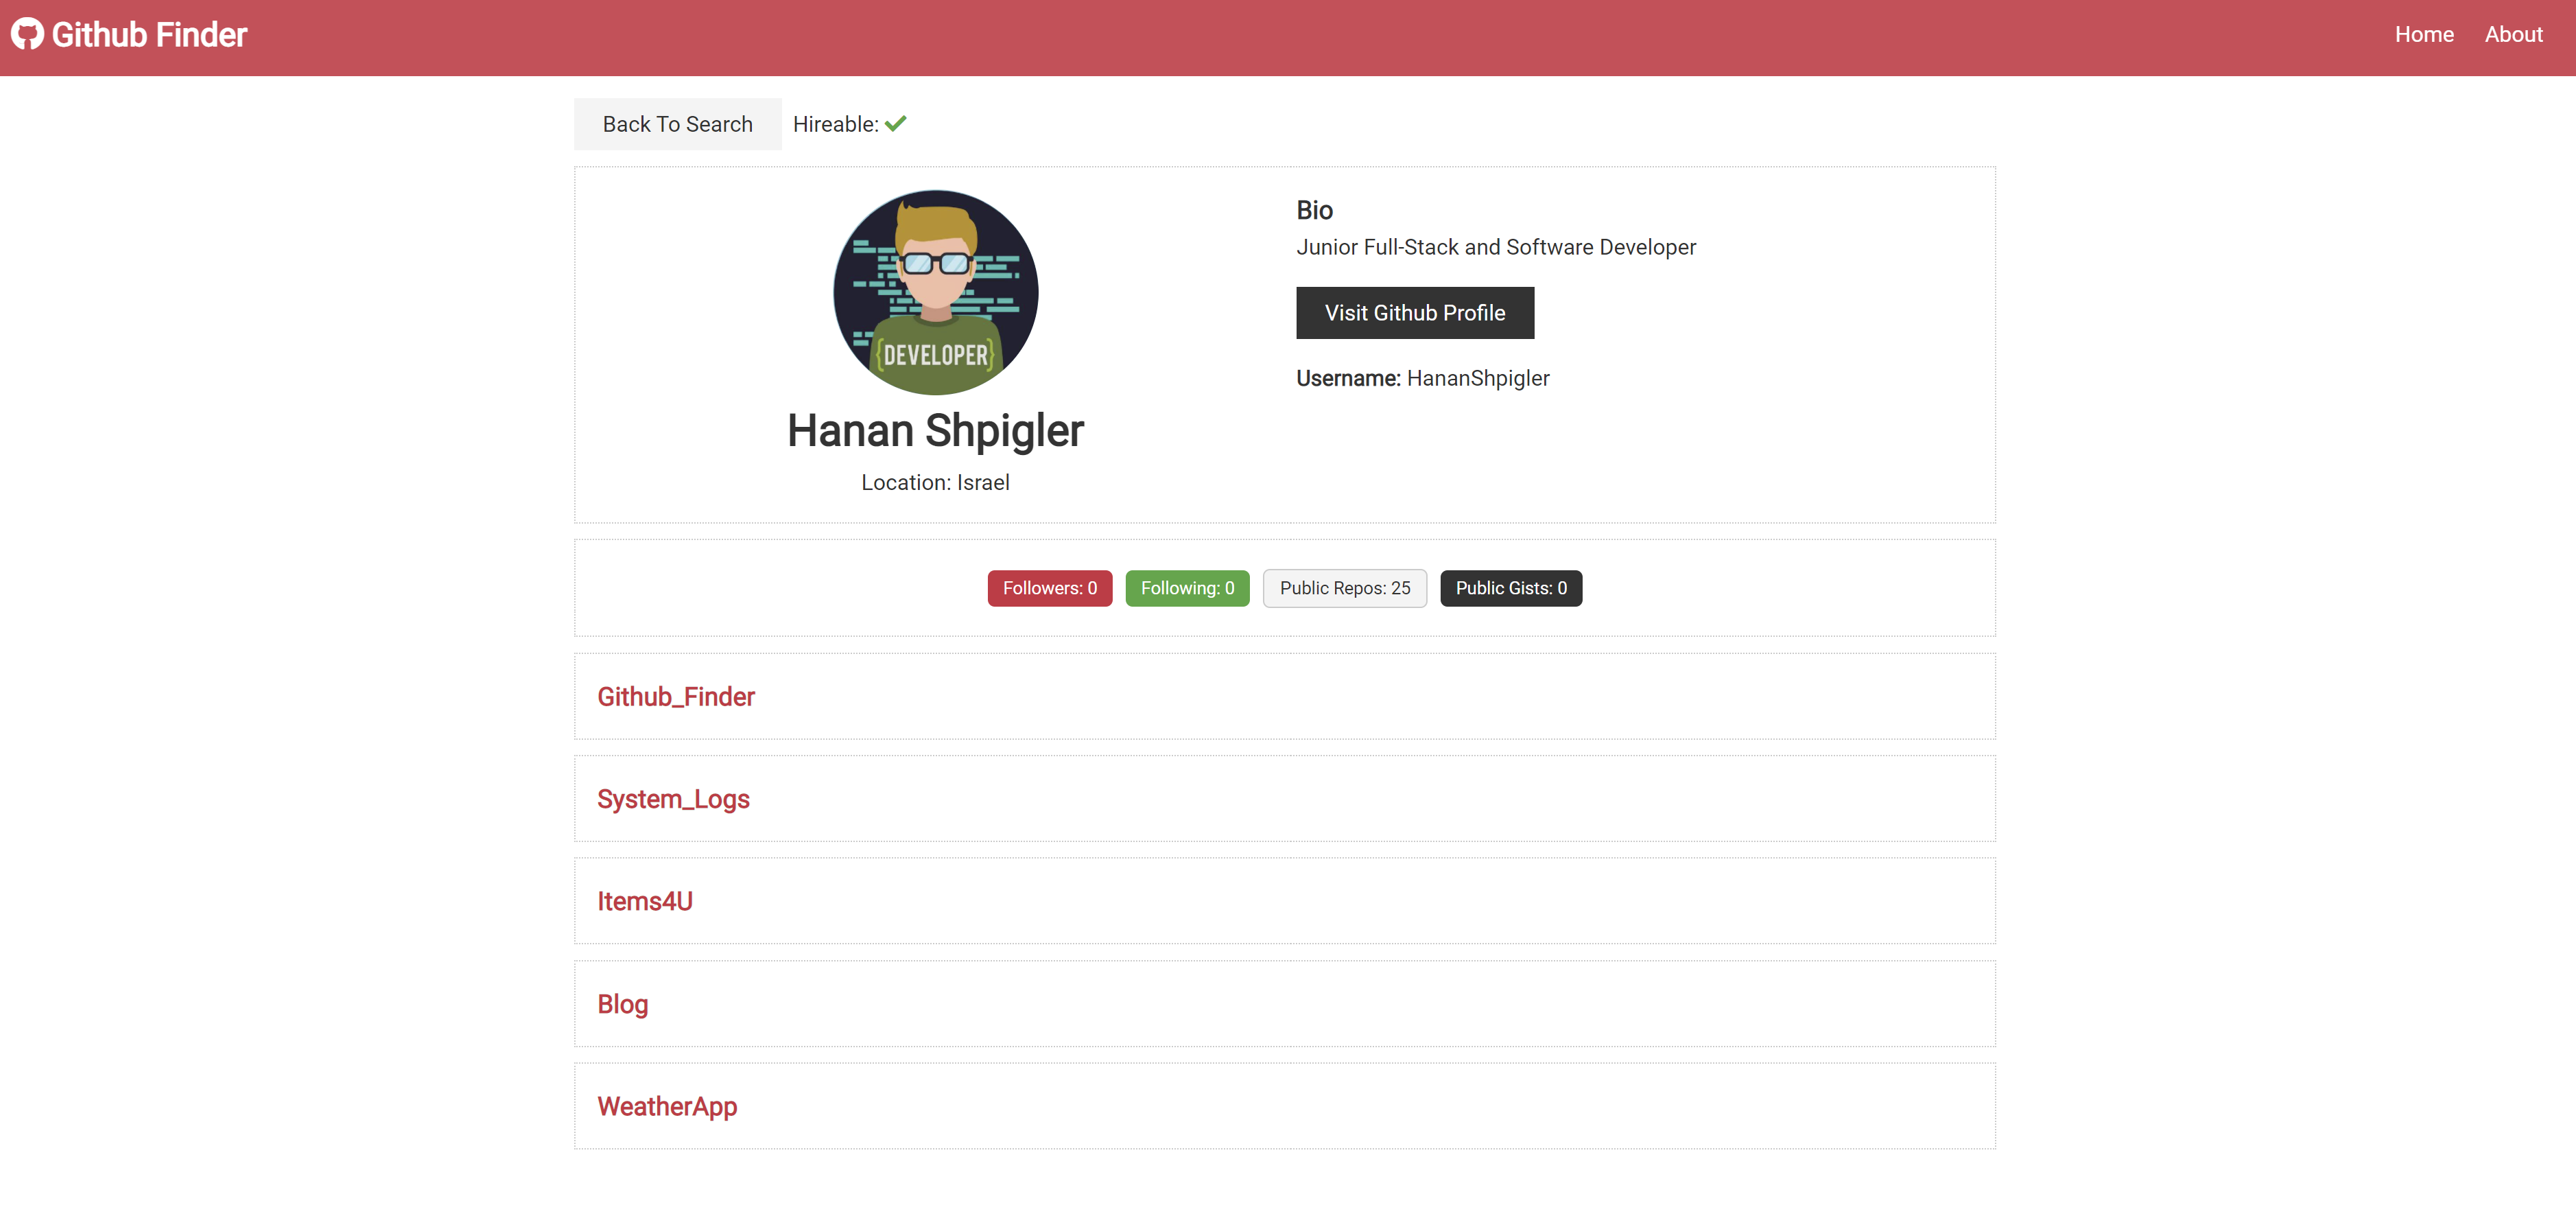 Github Finder
Home About
Back To Search Hireable:
{DEVELOPER}
Hanan Shpigler
Location: Israel
Bio
Junior Full-Stack and Software Developer
Visit Github Profile
Username: HananShpigler
Followers: 0 Following: 0 Public Repos: 25 Public Gists: 0
Github_Finder
System_Logs
Items4U
Blog
WeatherApp